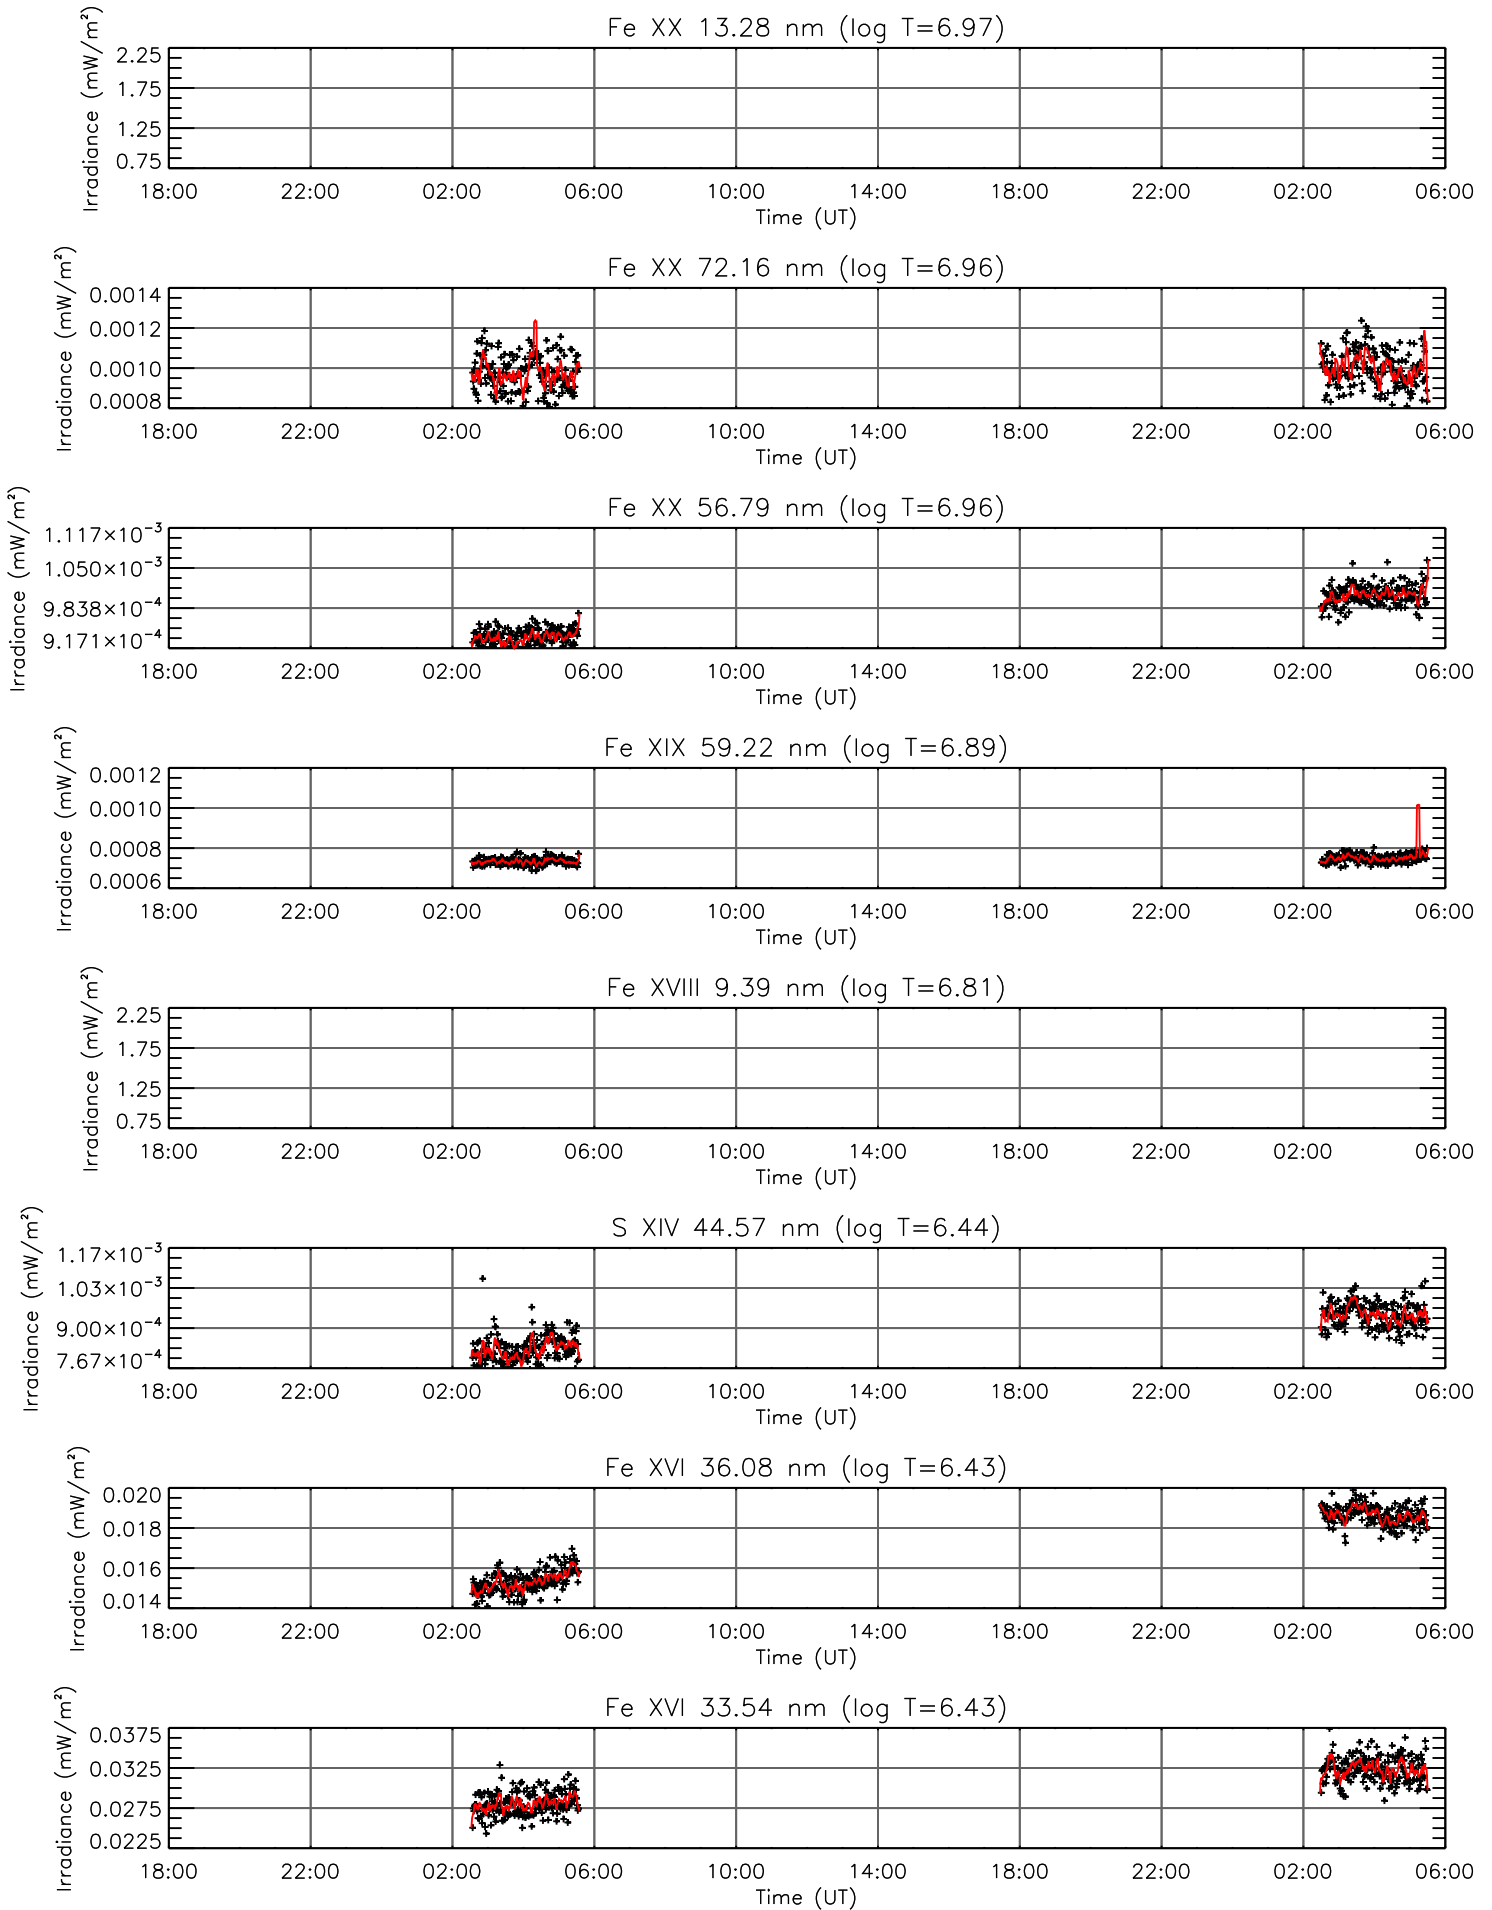 Fe XX 13.28 nm (log T=6.97)
Irradiance (mW/m²)
2.25
1.75
1.25
0.75
18:00 22:00 02:00 06:00 10:00 14:00 18:00 22:00 02:00 06:00
Time (UT)
Fe XX 72.16 nm (log T=6.96)
Irradiance (mW/m²)
0.0014
0.0012
0.0010
0.0008
18:00 22:00 02:00 06:00 10:00 14:00 18:00 22:00 02:00 06:00
Time (UT)
Fe XX 56.79 nm (log T=6.96)
Irradiance (mW/m²)
1.117×10⁻³
1.050×10⁻³
9.838×10⁻⁴
9.171×10⁻⁴
18:00 22:00 02:00 06:00 10:00 14:00 18:00 22:00 02:00 06:00
Time (UT)
Fe XIX 59.22 nm (log T=6.89)
Irradiance (mW/m²)
0.0012
0.0010
0.0008
0.0006
18:00 22:00 02:00 06:00 10:00 14:00 18:00 22:00 02:00 06:00
Time (UT)
Fe XVIII 9.39 nm (log T=6.81)
Irradiance (mW/m²)
2.25
1.75
1.25
0.75
18:00 22:00 02:00 06:00 10:00 14:00 18:00 22:00 02:00 06:00
Time (UT)
S XIV 44.57 nm (log T=6.44)
Irradiance (mW/m²)
1.17×10⁻³
1.03×10⁻³
9.00×10⁻⁴
7.67×10⁻⁴
18:00 22:00 02:00 06:00 10:00 14:00 18:00 22:00 02:00 06:00
Time (UT)
Fe XVI 36.08 nm (log T=6.43)
Irradiance (mW/m²)
0.020
0.018
0.016
0.014
18:00 22:00 02:00 06:00 10:00 14:00 18:00 22:00 02:00 06:00
Time (UT)
Fe XVI 33.54 nm (log T=6.43)
Irradiance (mW/m²)
0.0375
0.0325
0.0275
0.0225
18:00 22:00 02:00 06:00 10:00 14:00 18:00 22:00 02:00 06:00
Time (UT)